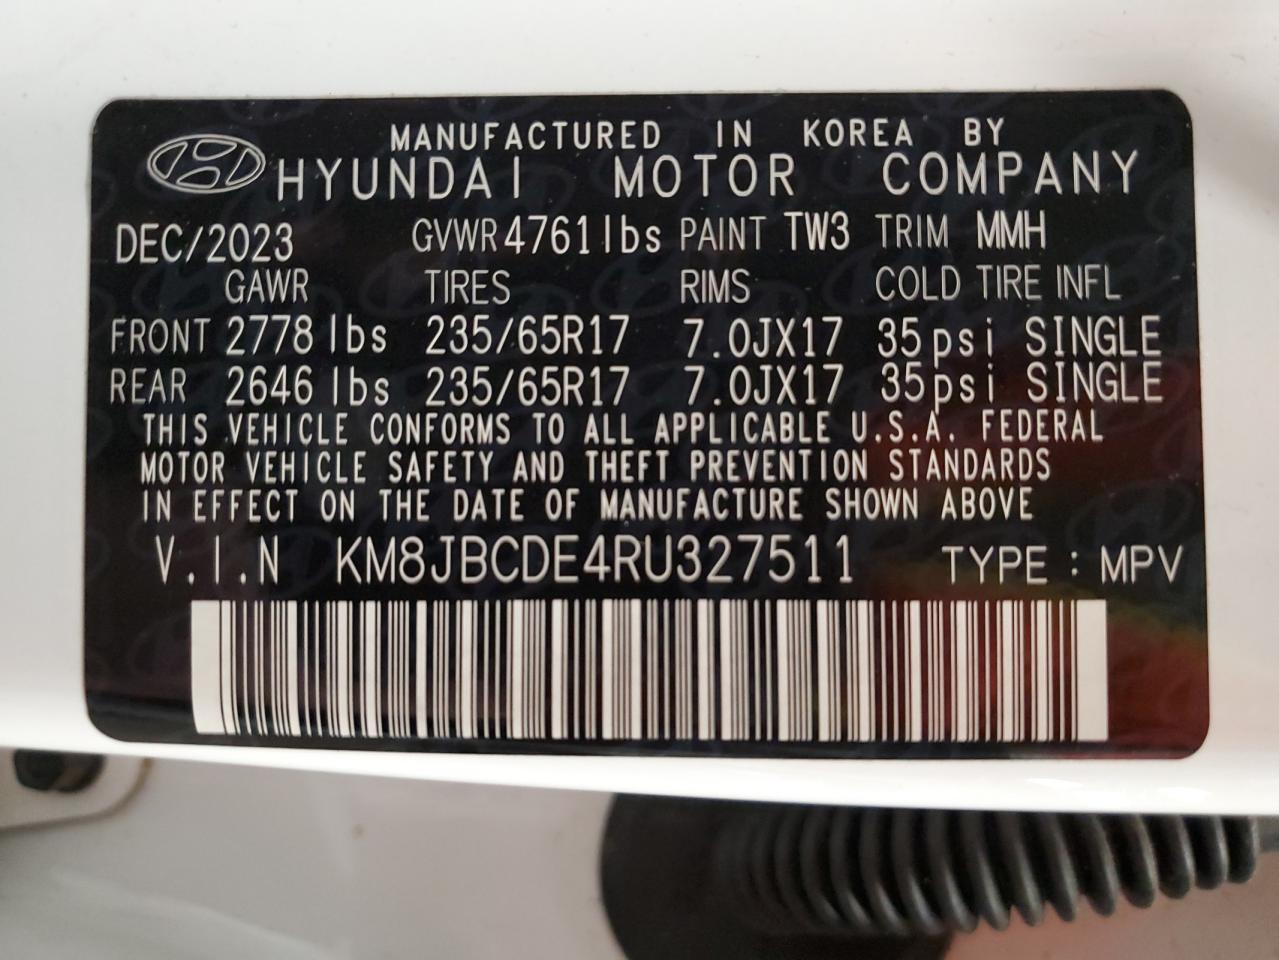 MANUFACTURED IN KOREA BY
HYUNDAI MOTOR COMPANY
DEC/2023 GVWR 4761 lbs PAINT TW3 TRIM MMH
GAWR TIRES RIMS COLD TIRE INFL
FRONT 2778 lbs 235/65R17 7.0JX17 35psi SINGLE
REAR 2646 lbs 235/65R17 7.0JX17 35psi SINGLE
THIS VEHICLE CONFORMS TO ALL APPLICABLE U.S.A. FEDERAL
MOTOR VEHICLE SAFETY AND THEFT PREVENTION STANDARDS
IN EFFECT ON THE DATE OF MANUFACTURE SHOWN ABOVE
V.I.N KM8JBCDE4RU327511 TYPE : MPV